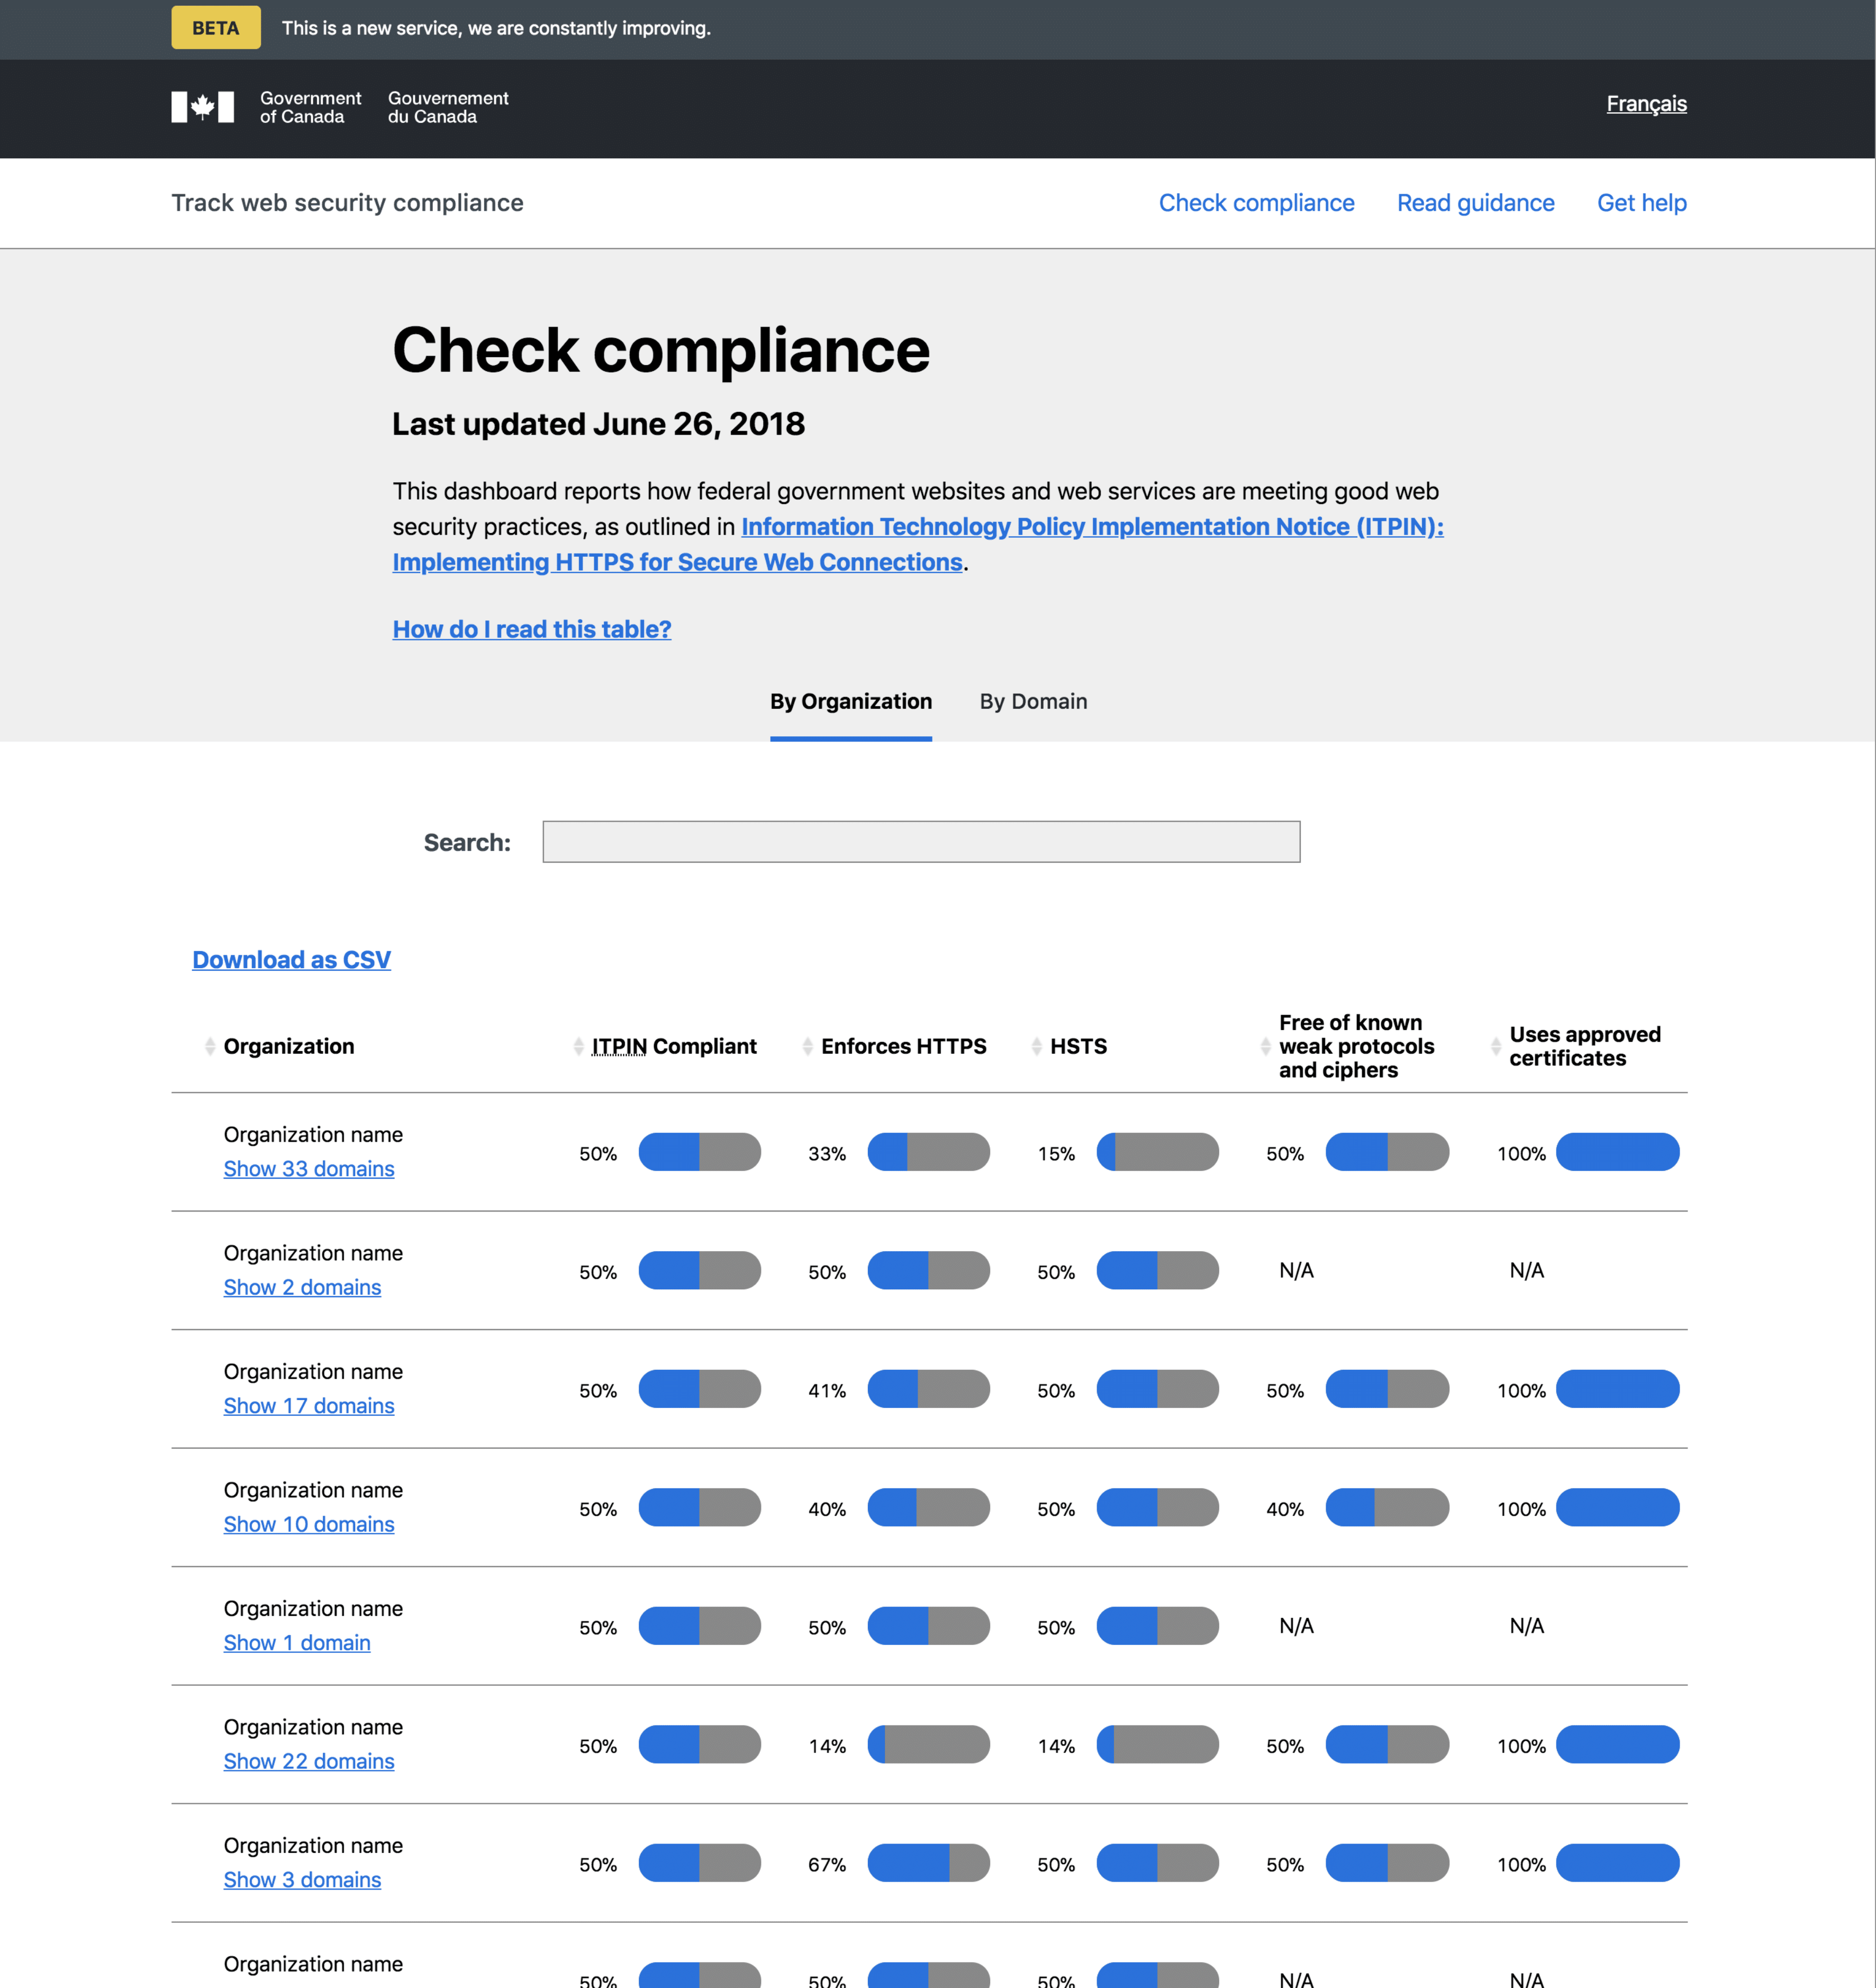 BETA This is a new service, we are constantly improving.
Government of Canada Gouvernement du Canada Français
Track web security compliance Check compliance Read guidance Get help
Check compliance
Last updated June 26, 2018
This dashboard reports how federal government websites and web services are meeting good web
security practices, as outlined in Information Technology Policy Implementation Notice (ITPIN):
Implementing HTTPS for Secure Web Connections.
How do I read this table?
By Organization By Domain
Search:
Download as CSV
Organization ITPIN Compliant Enforces HTTPS HSTS Free of known weak protocols and ciphers Uses approved certificates
Organization name
Show 33 domains
50% 33% 15% 50% 100%
Organization name
Show 2 domains
50% 50% 50% N/A N/A
Organization name
Show 17 domains
50% 41% 50% 50% 100%
Organization name
Show 10 domains
50% 40% 50% 40% 100%
Organization name
Show 1 domain
50% 50% 50% N/A N/A
Organization name
Show 22 domains
50% 14% 14% 50% 100%
Organization name
Show 3 domains
50% 67% 50% 50% 100%
Organization name
50% 50% 50% N/A N/A